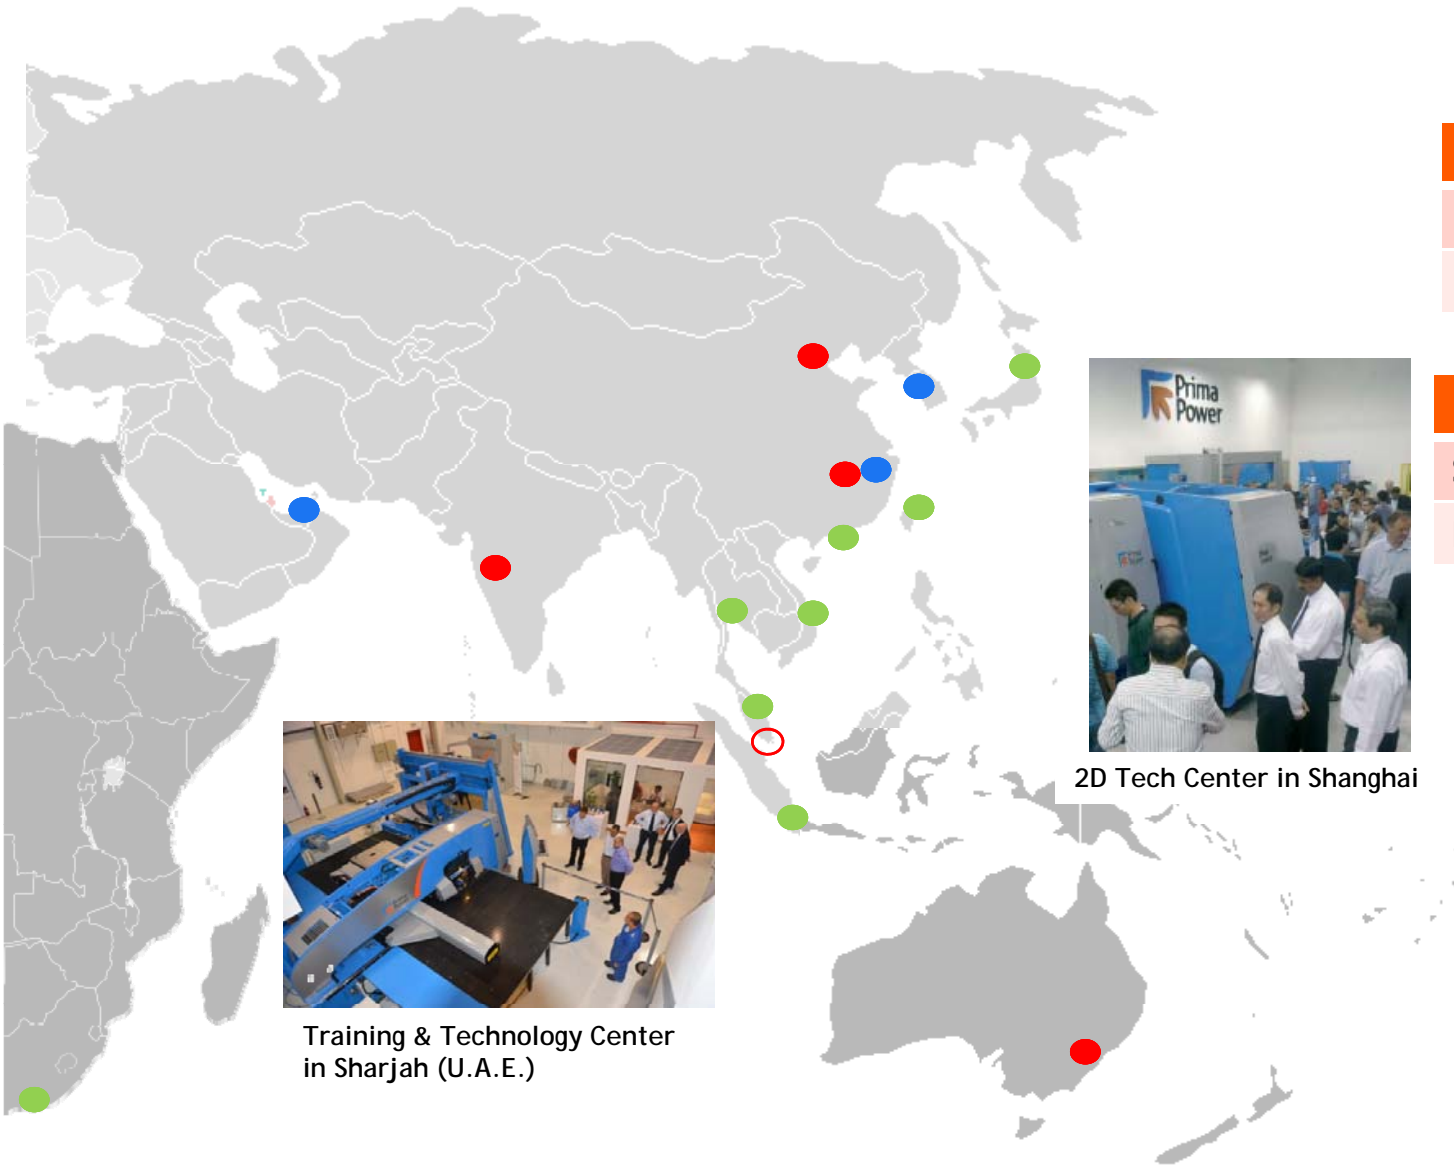 Prima
Power
2D Tech Center in Shanghai
Training & Technology Center
in Sharjah (U.A.E.)